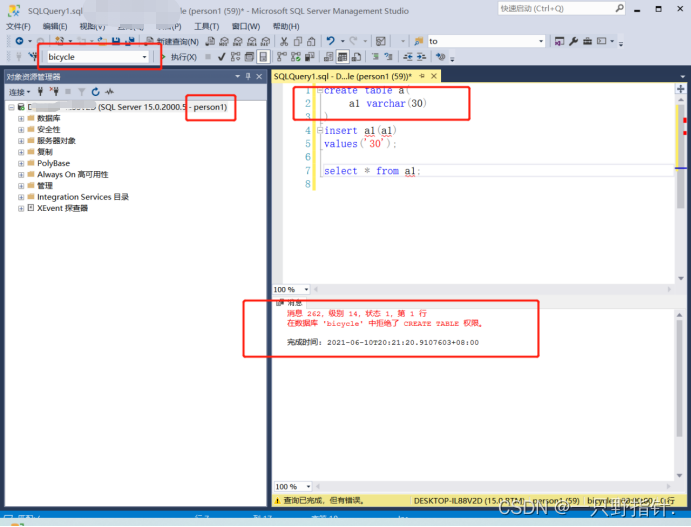 SQLQuery1.sql
le (person1 (59))* - Microsoft SQL Server Management Studio
快速启动 (Ctrl+Q)
文件(F) 编辑(E) 视图(V) 工具(T) 窗口(W) 帮助(H)
新建查询(N)
to
bicycle
执行(X)
对象资源管理器
连接
(SQL Server 15.0.2000.5 - person1)
数据库
安全性
服务器对象
复制
PolyBase
Always On 高可用性
管理
Integration Services 目录
XEvent 探查器
SQLQuery1.sql - D...le (person1 (59))*
1 create table a(
2 a1 varchar(30)
3 )
4 insert a1(a1)
5 values('30');
6
7 select * from a1;
8
100 %
消息
消息 262，级别 14，状态 1，第 1 行
在数据库 'bicycle' 中拒绝了 CREATE TABLE 权限。
完成时间: 2021-06-10T20:21:20.9107603+08:00
100 %
查询已完成，但有错误。
DESKTOP-IL88V2D (15.0 RTM)
person1 (59)
bicycle
CSDN @一只野指针.